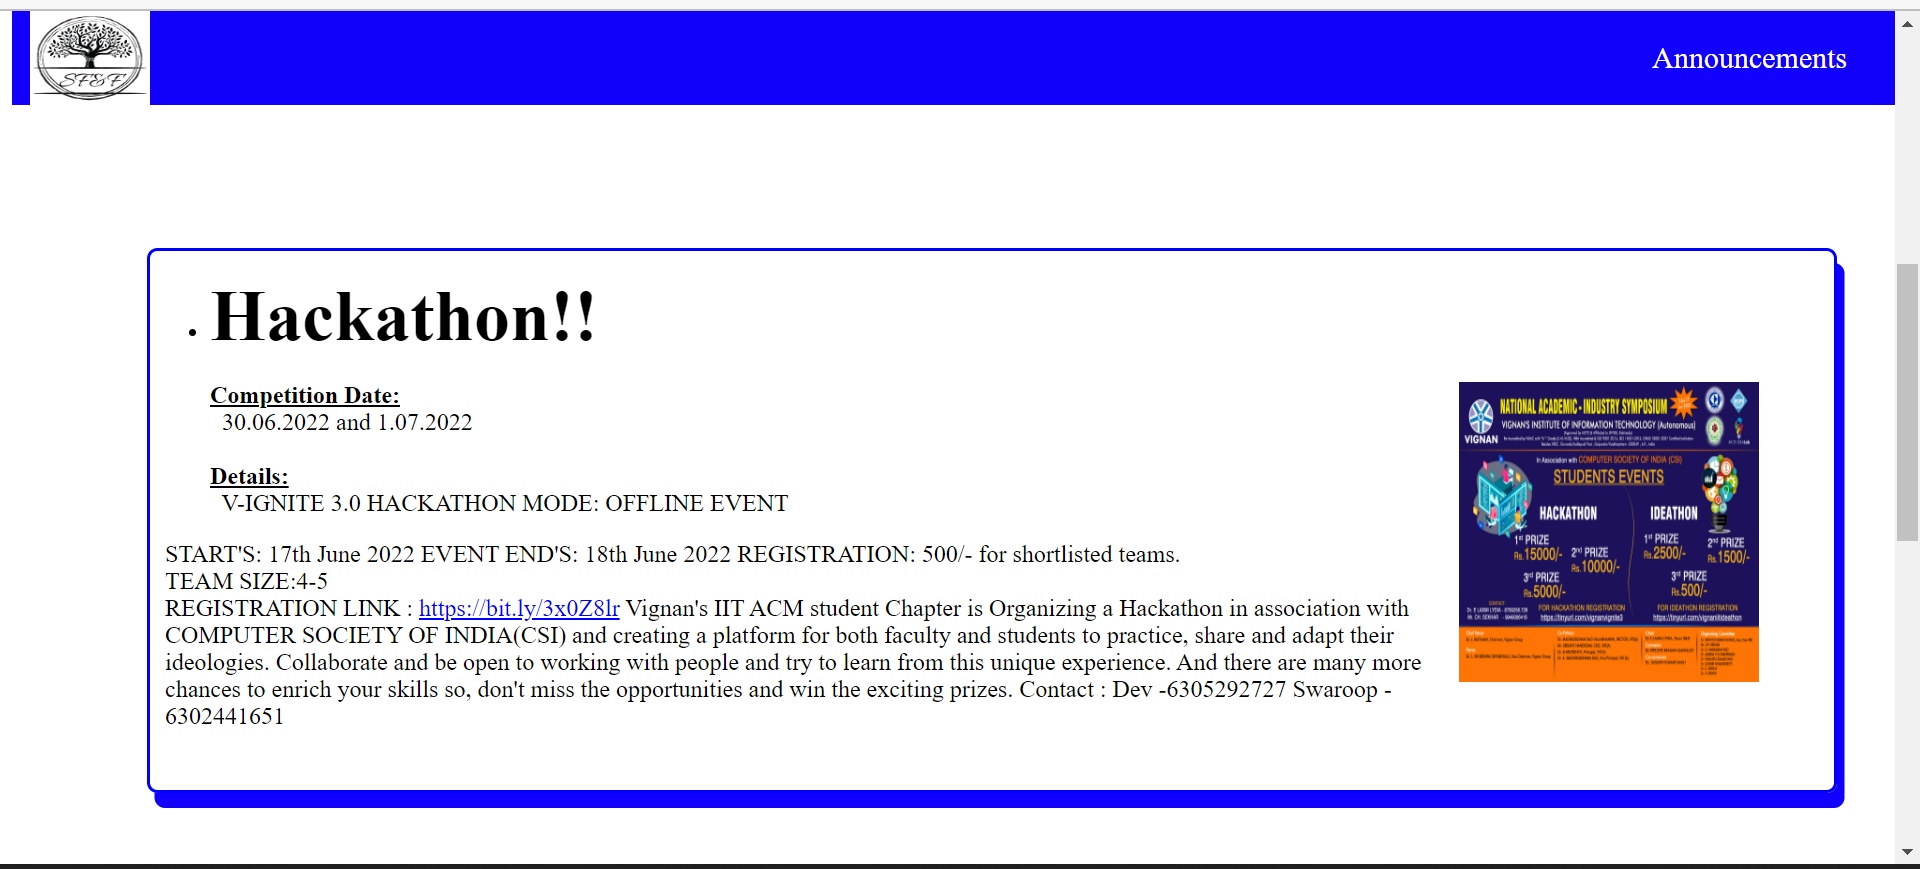 SF&F
Announcements
Hackathon!!
Competition Date:
30.06.2022 and 1.07.2022
Details:
V-IGNITE 3.0 HACKATHON MODE: OFFLINE EVENT
START'S: 17th June 2022 EVENT END'S: 18th June 2022 REGISTRATION: 500/- for shortlisted teams.
TEAM SIZE:4-5
REGISTRATION LINK : https://bit.ly/3x0Z8lr Vignan's IIT ACM student Chapter is Organizing a Hackathon in association with
COMPUTER SOCIETY OF INDIA(CSI) and creating a platform for both faculty and students to practice, share and adapt their
ideologies. Collaborate and be open to working with people and try to learn from this unique experience. And there are many more
chances to enrich your skills so, don't miss the opportunities and win the exciting prizes. Contact : Dev -6305292727 Swaroop -
6302441651
NATIONAL ACADEMIC - INDUSTRY SYMPOSIUM
VIGNAN
VIGNAN'S INSTITUTE OF INFORMATION TECHNOLOGY (Autonomous)
In Association with COMPUTER SOCIETY OF INDIA (CSI)
STUDENTS EVENTS
HACKATHON
1st PRIZE
Rs.15000/-
2nd PRIZE
Rs.10000/-
3rd PRIZE
Rs.5000/-
FOR HACKATHON REGISTRATION
https://tinyurl.com/vignanvignite3
IDEATHON
1st PRIZE
Rs.2500/-
2nd PRIZE
Rs.1500/-
3rd PRIZE
Rs.500/-
FOR IDEATHON REGISTRATION
https://tinyurl.com/vignaniitideathon